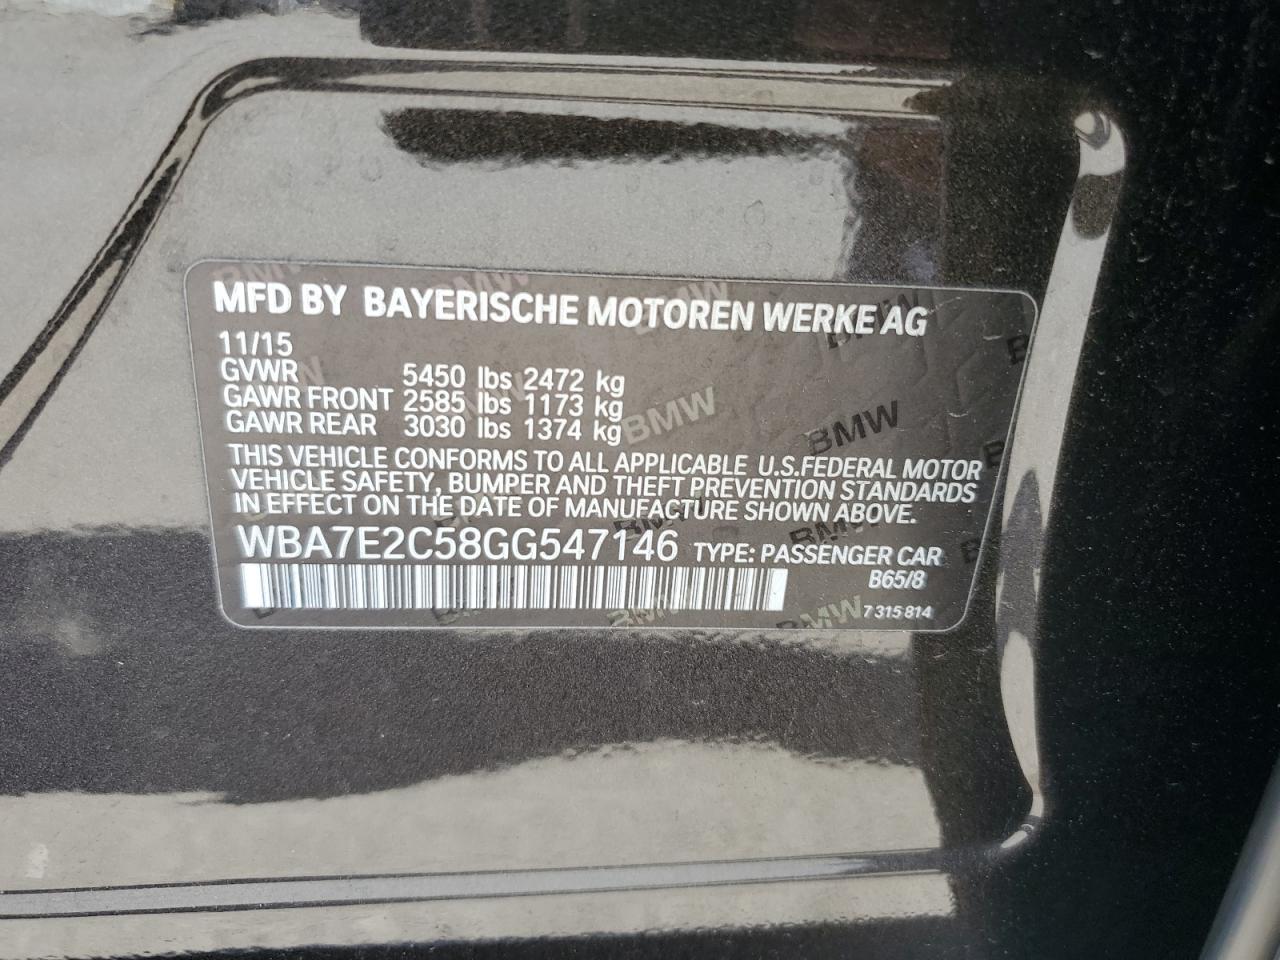 MFD BY BAYERISCHE MOTOREN WERKE AG
11/15
GVWR 5450 lbs 2472 kg
GAWR FRONT 2585 lbs 1173 kg
GAWR REAR 3030 lbs 1374 kg
THIS VEHICLE CONFORMS TO ALL APPLICABLE U.S.FEDERAL MOTOR
VEHICLE SAFETY, BUMPER AND THEFT PREVENTION STANDARDS
IN EFFECT ON THE DATE OF MANUFACTURE SHOWN ABOVE.
WBA7E2C58GG547146 TYPE: PASSENGER CAR
B65/8
7 315 814